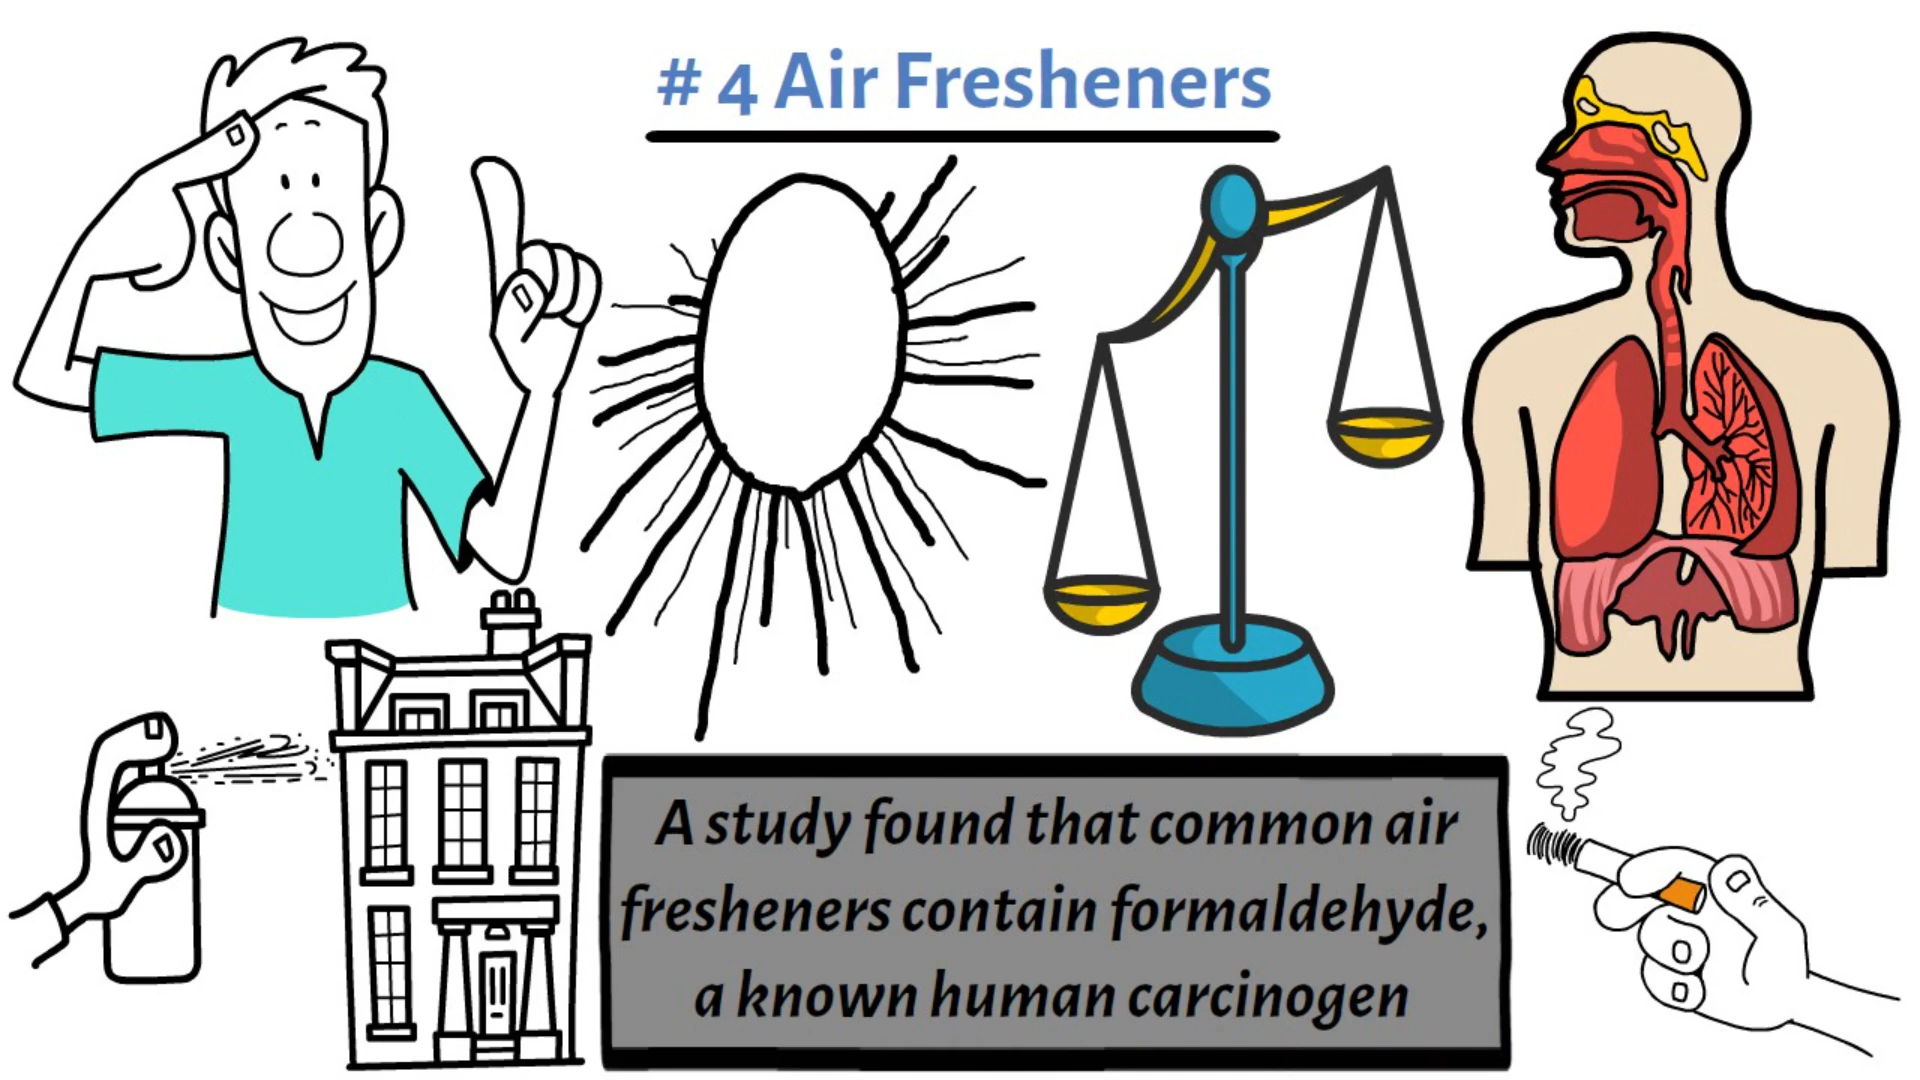 # 4 Air Fresheners
A study found that common air
fresheners contain formaldehyde,
a known human carcinogen